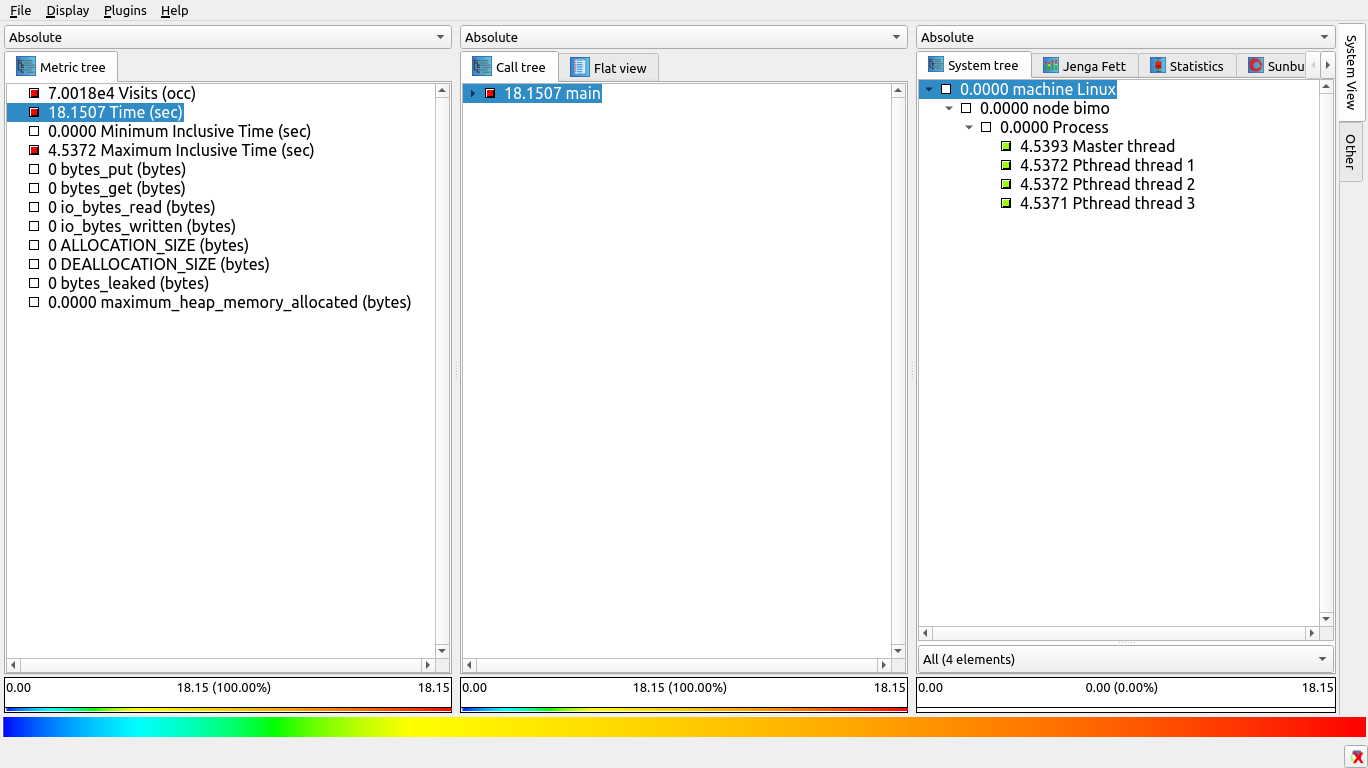 File Display Plugins Help
Absolute
Metric tree
7.0018e4 Visits (occ)
18.1507 Time (sec)
0.0000 Minimum Inclusive Time (sec)
4.5372 Maximum Inclusive Time (sec)
0 bytes_put (bytes)
0 bytes_get (bytes)
0 io_bytes_read (bytes)
0 io_bytes_written (bytes)
0 ALLOCATION_SIZE (bytes)
0 DEALLOCATION_SIZE (bytes)
0 bytes_leaked (bytes)
0.0000 maximum_heap_memory_allocated (bytes)
0.00 18.15 (100.00%) 18.15
Absolute
Call tree Flat view
18.1507 main
0.00 18.15 (100.00%) 18.15
Absolute
System tree Jenga Fett Statistics Sunbu
0.0000 machine Linux
0.0000 node bimo
0.0000 Process
4.5393 Master thread
4.5372 Pthread thread 1
4.5372 Pthread thread 2
4.5371 Pthread thread 3
All (4 elements)
0.00 0.00 (0.00%) 18.15
System View
Other